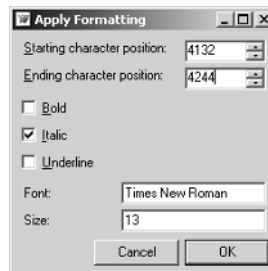 Apply Formatting
Starting character position: 4132
Ending character position: 4244
Bold
Italic
Underline
Font: Times New Roman
Size: 13
Cancel OK